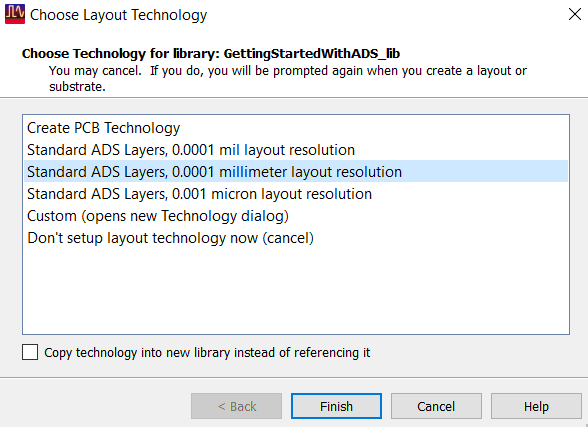 Choose Layout Technology
Choose Technology for library: GettingStartedWithADS_lib
You may cancel. If you do, you will be prompted again when you create a layout or
substrate.
Create PCB Technology
Standard ADS Layers, 0.0001 mil layout resolution
Standard ADS Layers, 0.0001 millimeter layout resolution
Standard ADS Layers, 0.001 micron layout resolution
Custom (opens new Technology dialog)
Don't setup layout technology now (cancel)
Copy technology into new library instead of referencing it
< Back Finish Cancel Help